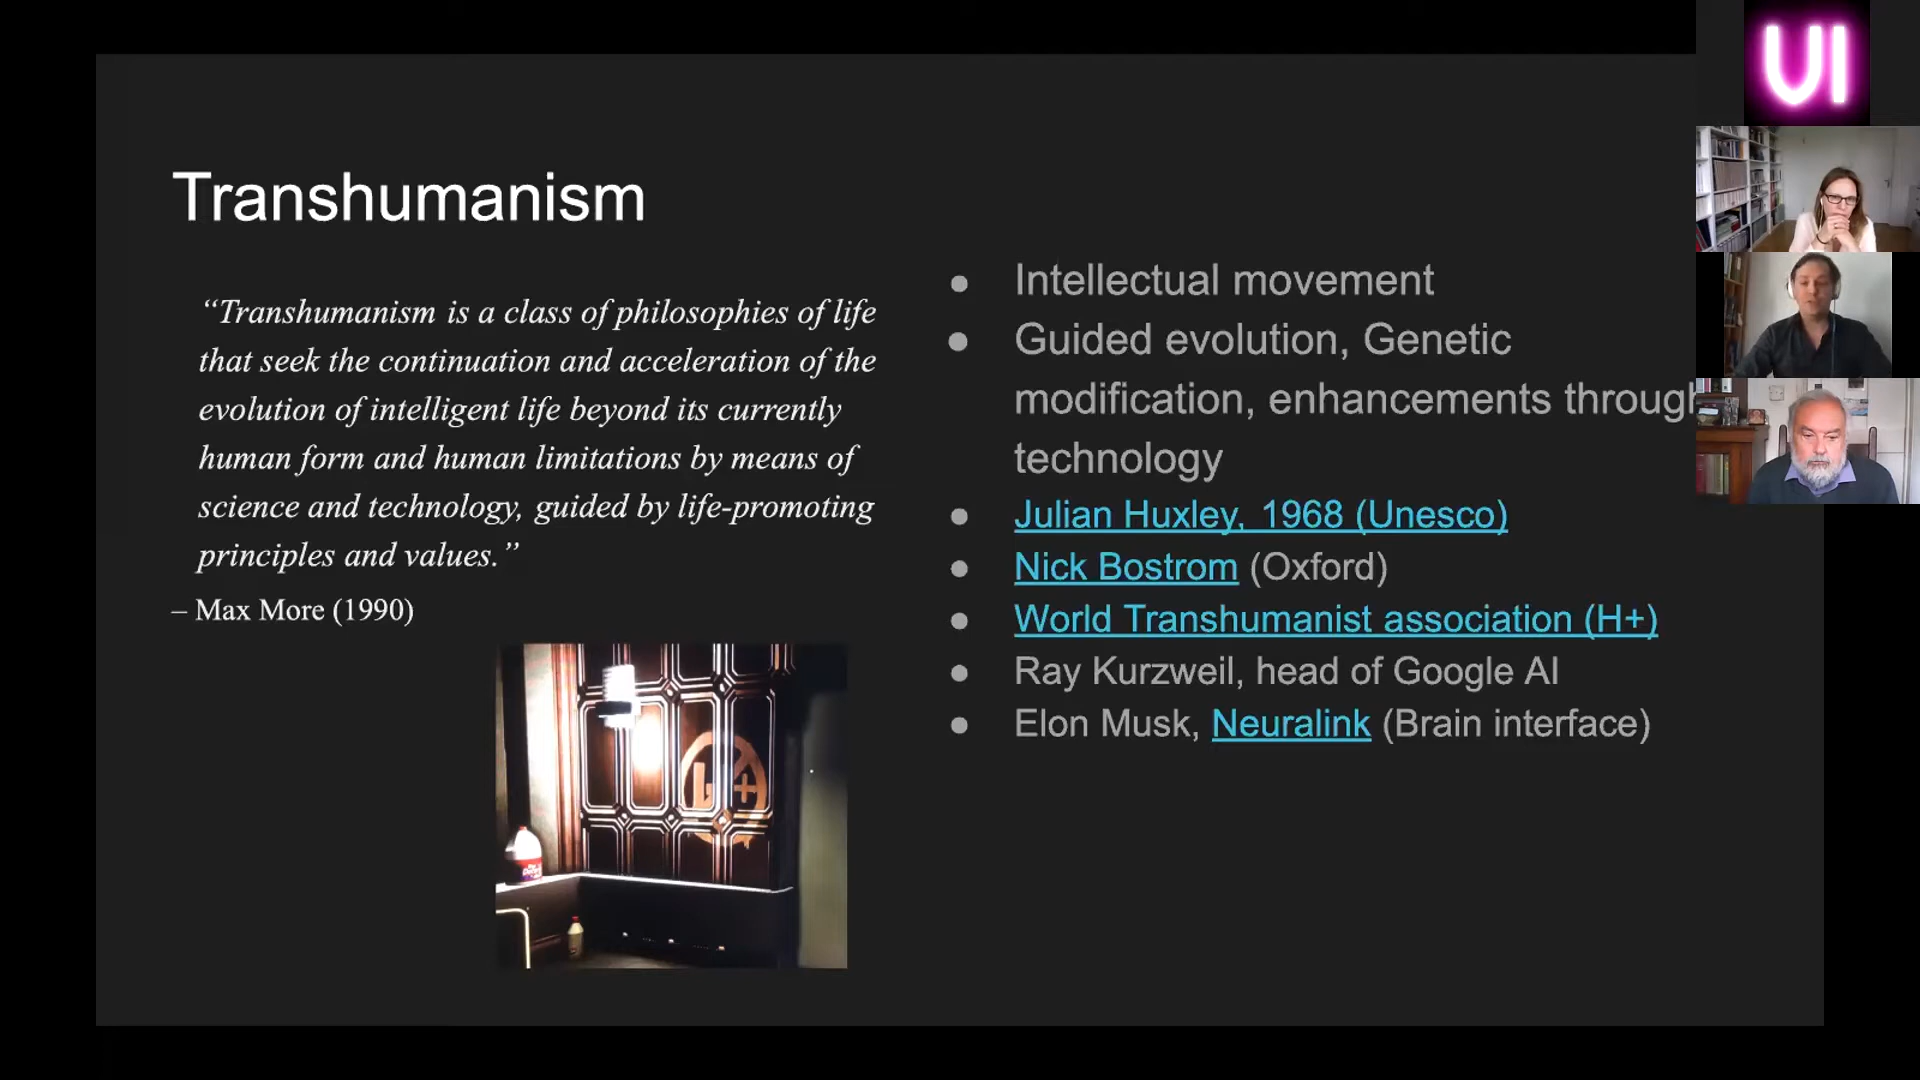 UI
Transhumanism
“Transhumanism is a class of philosophies of life
that seek the continuation and acceleration of the
evolution of intelligent life beyond its currently
human form and human limitations by means of
science and technology, guided by life-promoting
principles and values.”
– Max More (1990)
● Intellectual movement
● Guided evolution, Genetic
modification, enhancements through
technology
● Julian Huxley, 1968 (Unesco)
● Nick Bostrom (Oxford)
● World Transhumanist association (H+)
● Ray Kurzweil, head of Google AI
● Elon Musk, Neuralink (Brain interface)